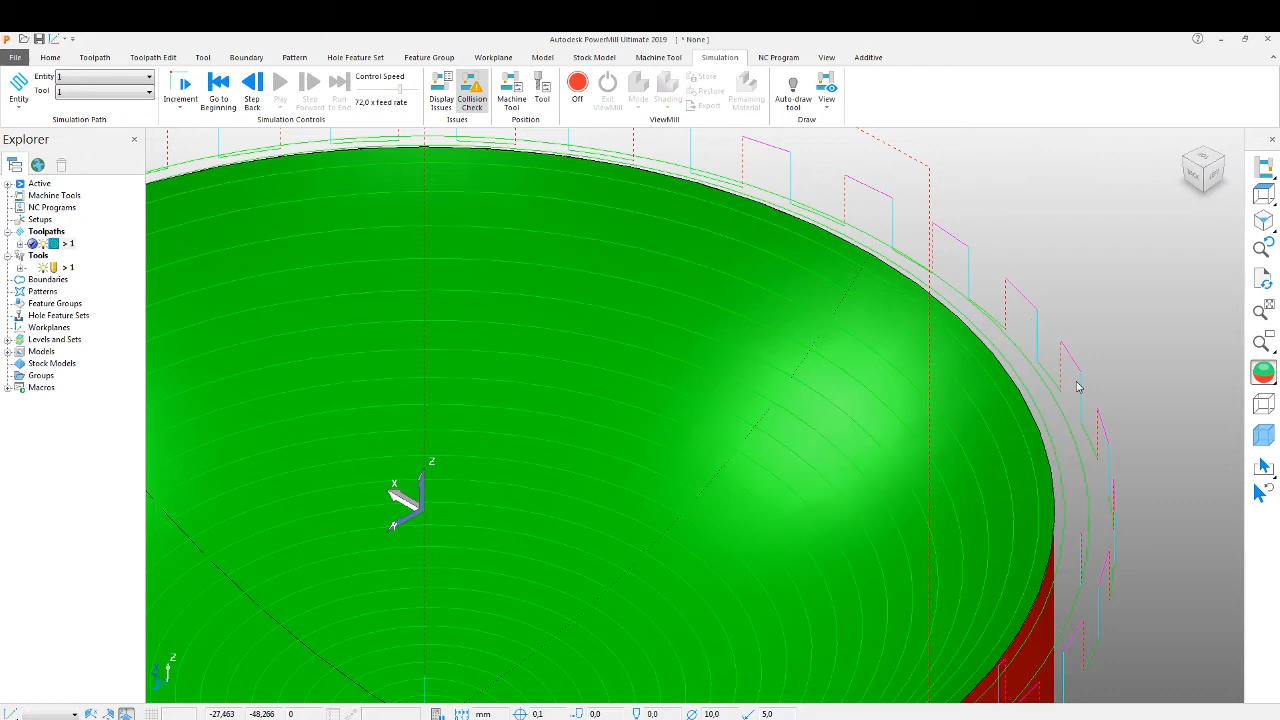 Autodesk PowerMill Ultimate 2019    [ * None ]
File Home Toolpath Toolpath Edit Tool Boundary Pattern Hole Feature Set Feature Group Workplane Model Stock Model Machine Tool Simulation NC Program View Additive
Entity 1
Tool 1
Entity
Increment
Go to Beginning
Step Back
Play
Step Forward
Run to End
Control Speed
72,0 x feed rate
Display Issues
Collision Check
Machine Tool
Tool
Off
Exit ViewMill
Mode
Shading
Store
Restore
Export
Remaining Material
Auto-draw tool
View
Simulation Path Simulation Controls Issues Position ViewMill Draw
Explorer
Active
Machine Tools
NC Programs
Setups
Toolpaths
> 1
Tools
> 1
Boundaries
Patterns
Feature Groups
Hole Feature Sets
Workplanes
Levels and Sets
Models
Stock Models
Groups
Macros
Z
X
Z
-27,463 -48,266 0 mm 0,1 0,0 0,0 10,0 5,0